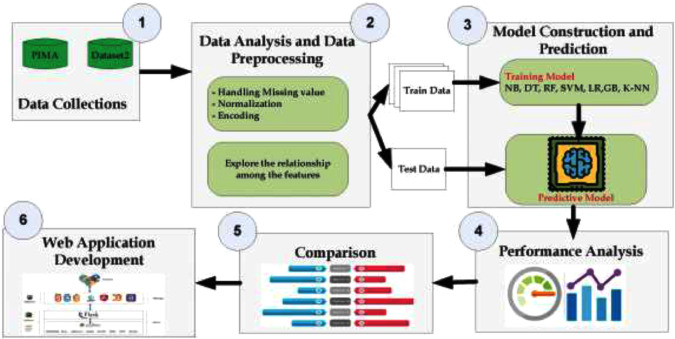 1
PIMA
Dataset2
Data Collections
2
Data Analysis and Data
Preprocessing
- Handling Missing value
- Normalization
- Encoding
Explore the relationship
among the features
Train Data
Test Data
3
Model Construction and
Prediction
Training Model
NB, DT, RF, SVM, LR,GB, K-NN
Predictive Model
4
Performance Analysis
5
Comparison
6
Web Application
Development
Flask